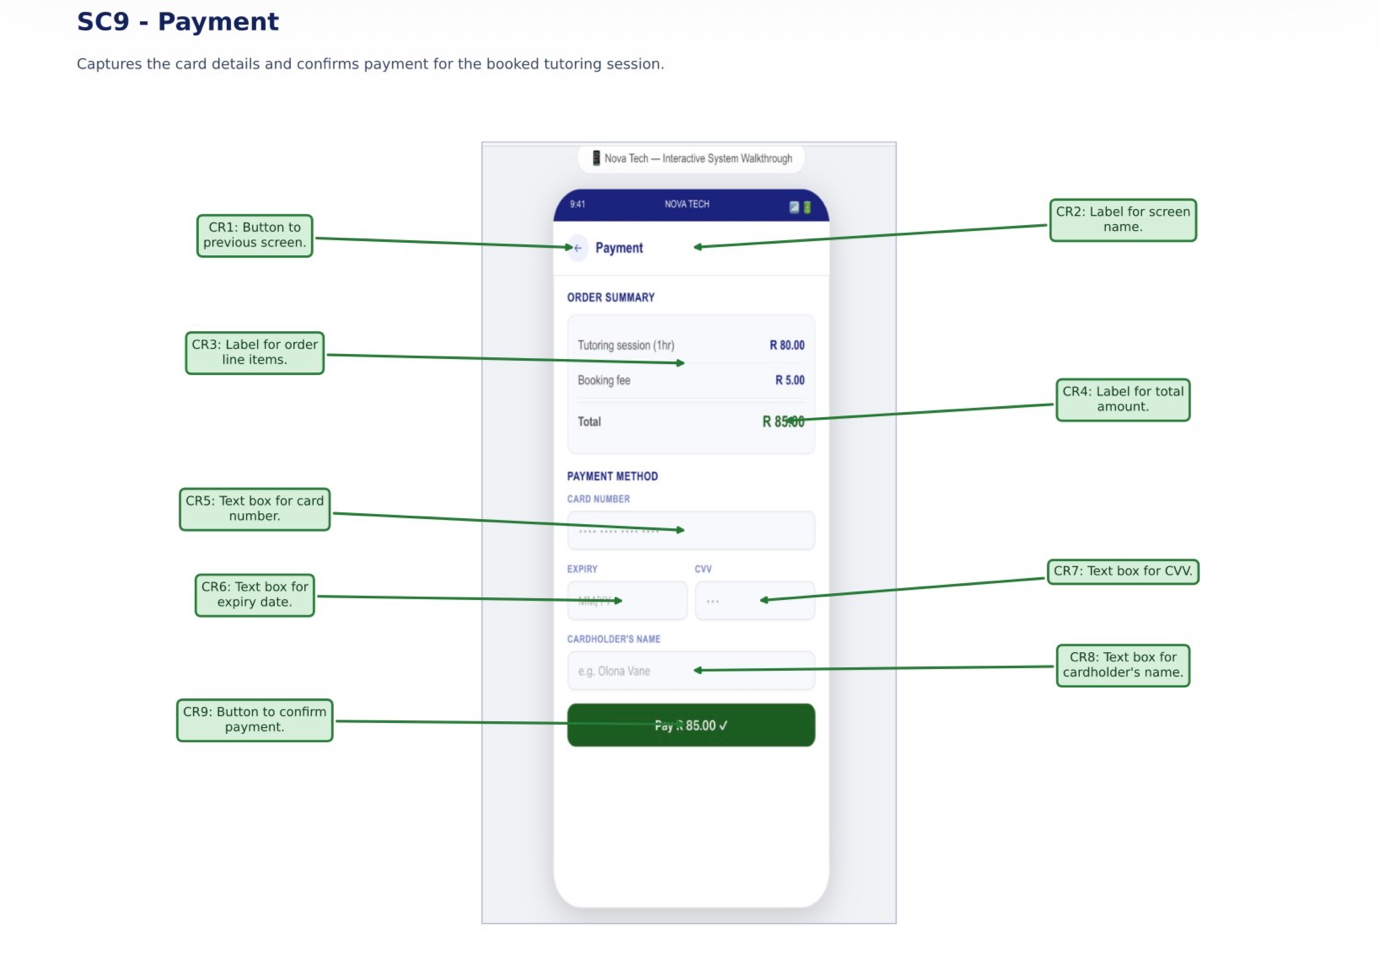 SC9 - Payment
Captures the card details and confirms payment for the booked tutoring session.
Nova Tech — Interactive System Walkthrough
9:41
NOVA TECH
CR1: Button to
previous screen.
← Payment
CR2: Label for screen
name.
ORDER SUMMARY
CR3: Label for order
line items.
Tutoring session (1hr) R 80.00
Booking fee R 5.00
Total R 85.00
CR4: Label for total
amount.
PAYMENT METHOD
CARD NUMBER
CR5: Text box for card
number.
•••• •••• •••• ••••
EXPIRY CVV
CR6: Text box for
expiry date.
MM/YY •••
CR7: Text box for CVV.
CARDHOLDER'S NAME
e.g. Olona Vane
CR8: Text box for
cardholder's name.
CR9: Button to confirm
payment.
Pay R 85.00 ✓